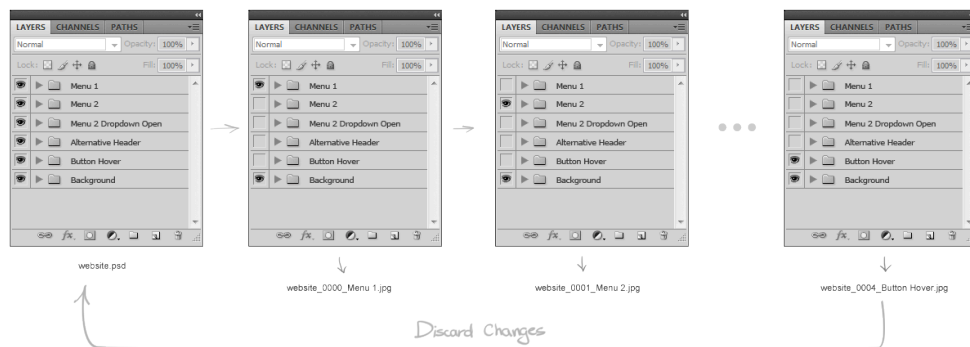 LAYERS CHANNELS PATHS
Normal Opacity: 100%
Lock: Fill: 100%
Menu 1
Menu 2
Menu 2 Dropdown Open
Alternative Header
Button Hover
Background
fx.
website.psd
LAYERS CHANNELS PATHS
Normal Opacity: 100%
Lock: Fill: 100%
Menu 1
Menu 2
Menu 2 Dropdown Open
Alternative Header
Button Hover
Background
fx.
website_0000_Menu 1.jpg
LAYERS CHANNELS PATHS
Normal Opacity: 100%
Lock: Fill: 100%
Menu 1
Menu 2
Menu 2 Dropdown Open
Alternative Header
Button Hover
Background
fx.
website_0001_Menu 2.jpg
LAYERS CHANNELS PATHS
Normal Opacity: 100%
Lock: Fill: 100%
Menu 1
Menu 2
Menu 2 Dropdown Open
Alternative Header
Button Hover
Background
fx.
website_0004_Button Hover.jpg
Discard Changes